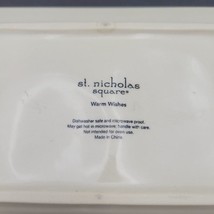 st. nicholas
square®
Warm Wishes
Dishwasher safe and microwave proof.
May get hot in microwave, handle with care.
Not intended for oven use.
Made in China